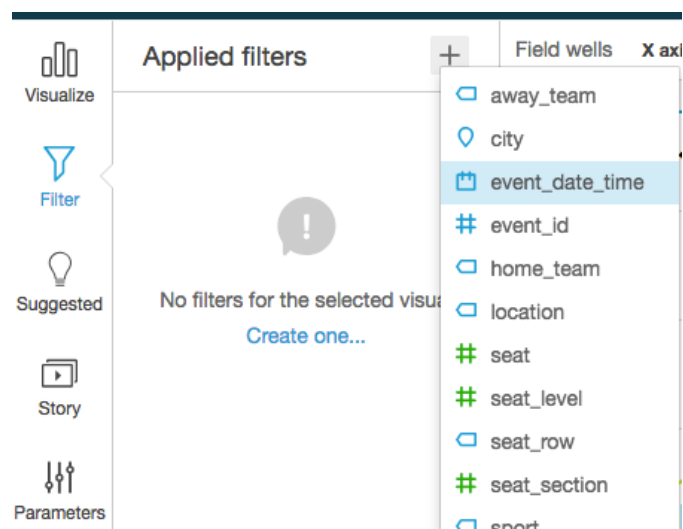 Visualize
Filter
Suggested
Story
Parameters
Applied filters
No filters for the selected
Create one...
Field wells X
away_team
city
event_date_time
event_id
home_team
location
seat
seat_level
seat_row
seat_section
sport